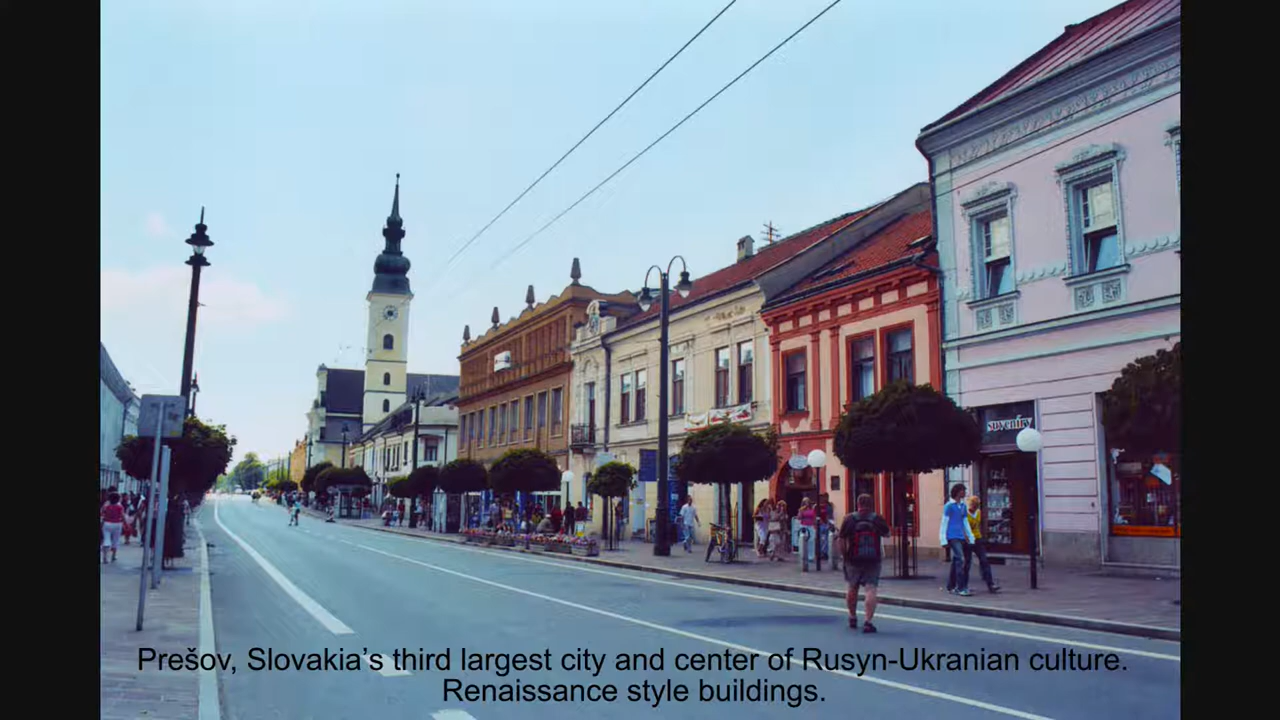 suveníry
Prešov, Slovakia’s third largest city and center of Rusyn-Ukranian culture.
Renaissance style buildings.